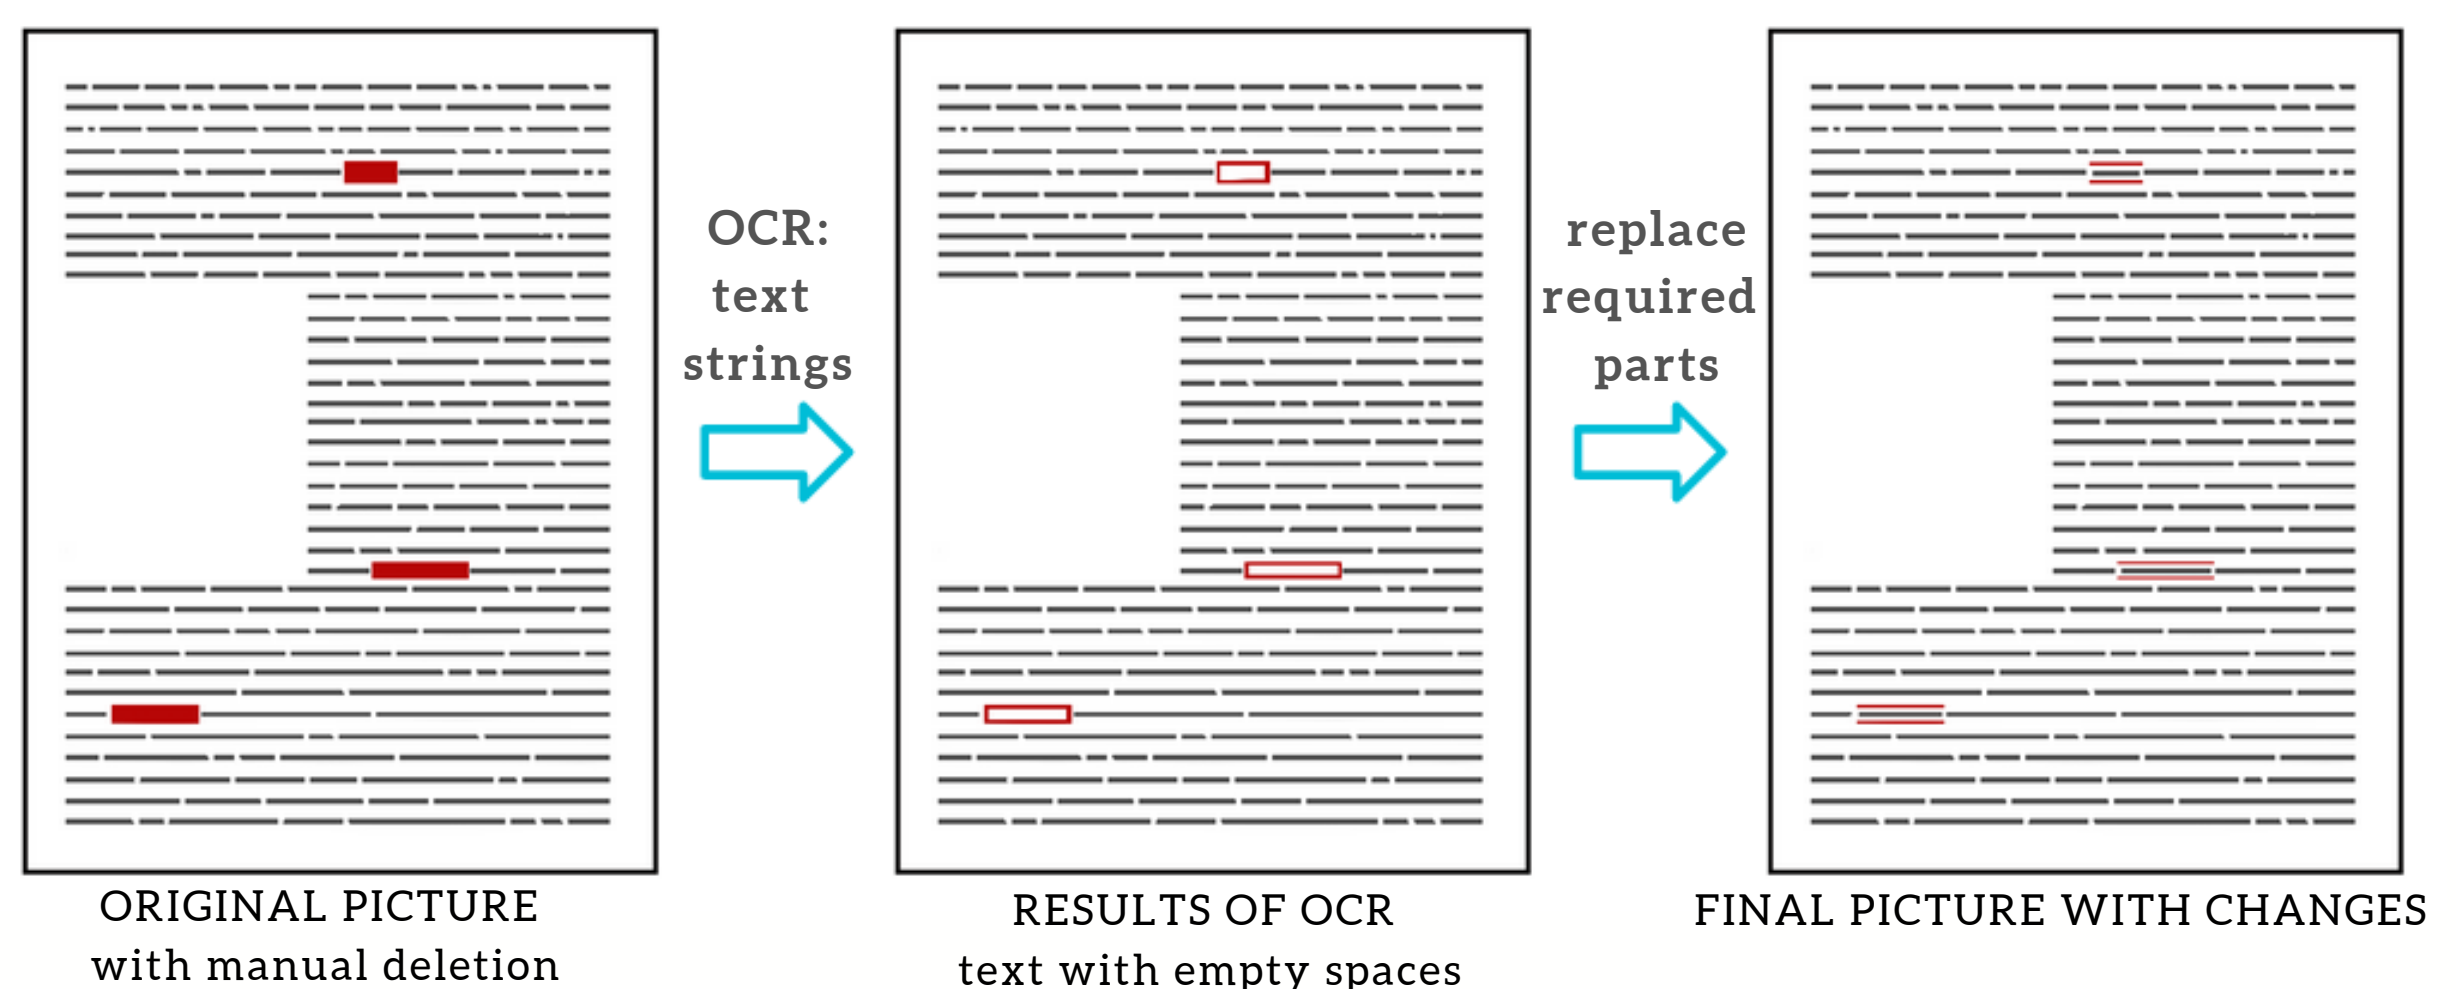 OCR:
text
strings
replace
required
parts
ORIGINAL PICTURE
with manual deletion
RESULTS OF OCR
text with empty spaces
FINAL PICTURE WITH CHANGES